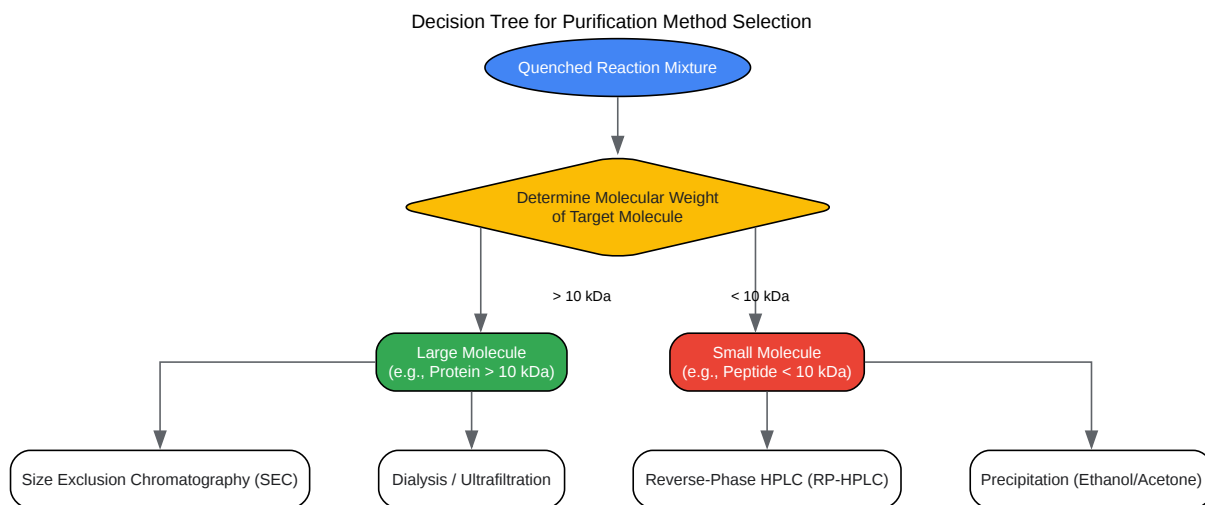 Decision Tree for Purification Method Selection
Quenched Reaction Mixture
Determine Molecular Weight
of Target Molecule
> 10 kDa
< 10 kDa
Large Molecule
(e.g., Protein > 10 kDa)
Small Molecule
(e.g., Peptide < 10 kDa)
Size Exclusion Chromatography (SEC)
Dialysis / Ultrafiltration
Reverse-Phase HPLC (RP-HPLC)
Precipitation (Ethanol/Acetone)